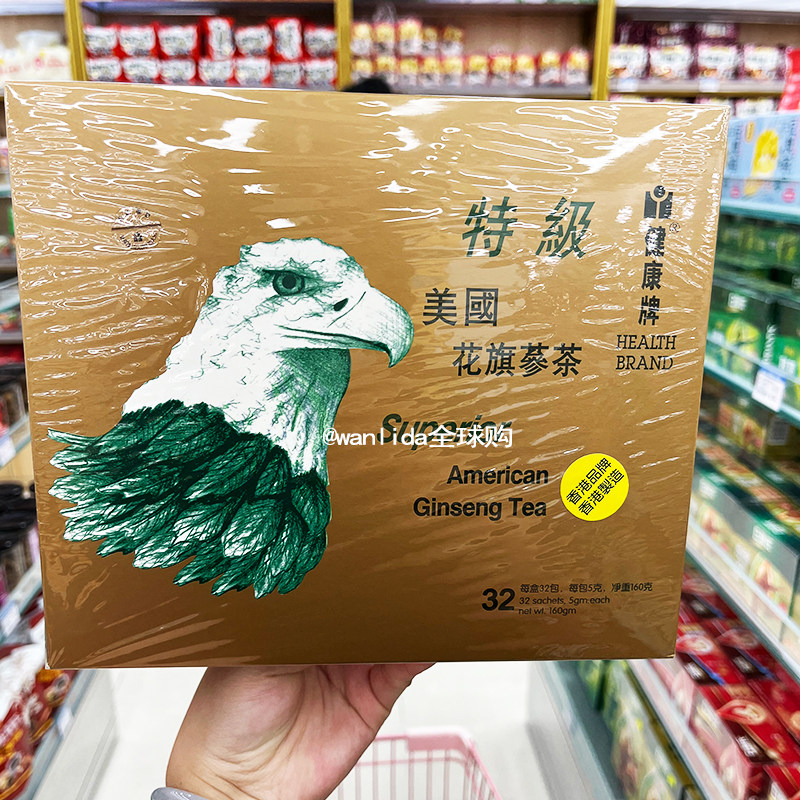 特級
美國
花旗蔘茶
健康牌
HEALTH
BRAND
Superior
@wanlida全球购
American
Ginseng Tea
香港品牌
香港製造
32
每盒32包，每包5克，凈重160克
32 sachets, 5gm each
net wt. 160gm